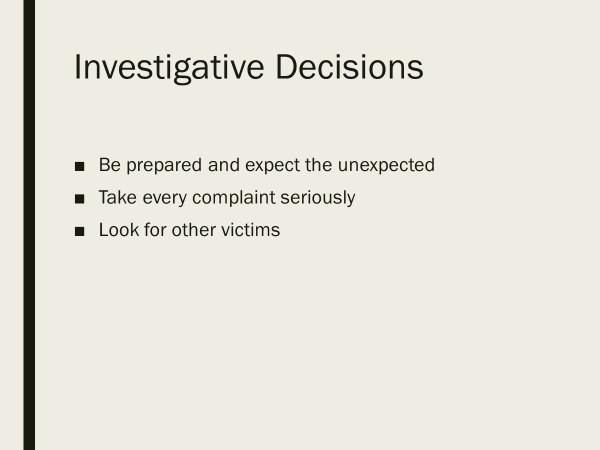 Investigative Decisions
■ Be prepared and expect the unexpected
■ Take every complaint seriously
■ Look for other victims